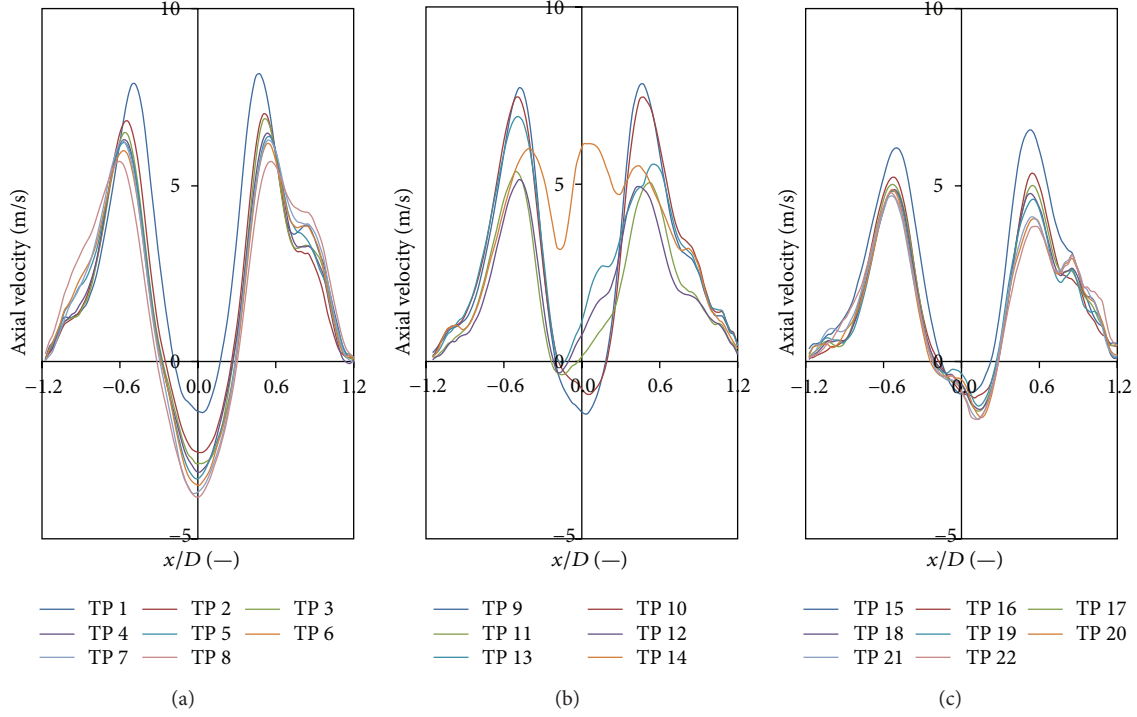 10
10
10
Axial velocity (m/s)
Axial velocity (m/s)
Axial velocity (m/s)
5
5
5
0
0
0
−1.2 −0.6 0.0 0.6 1.2
−1.2 −0.6 0.0 0.6 1.2
−1.2 −0.6 0.0 0.6 1.2
−5
−5
−5
x/D (—)
x/D (—)
x/D (—)
TP 1 TP 2 TP 3
TP 4 TP 5 TP 6
TP 7 TP 8
TP 9 TP 10
TP 11 TP 12
TP 13 TP 14
TP 15 TP 16 TP 17
TP 18 TP 19 TP 20
TP 21 TP 22
(a)
(b)
(c)